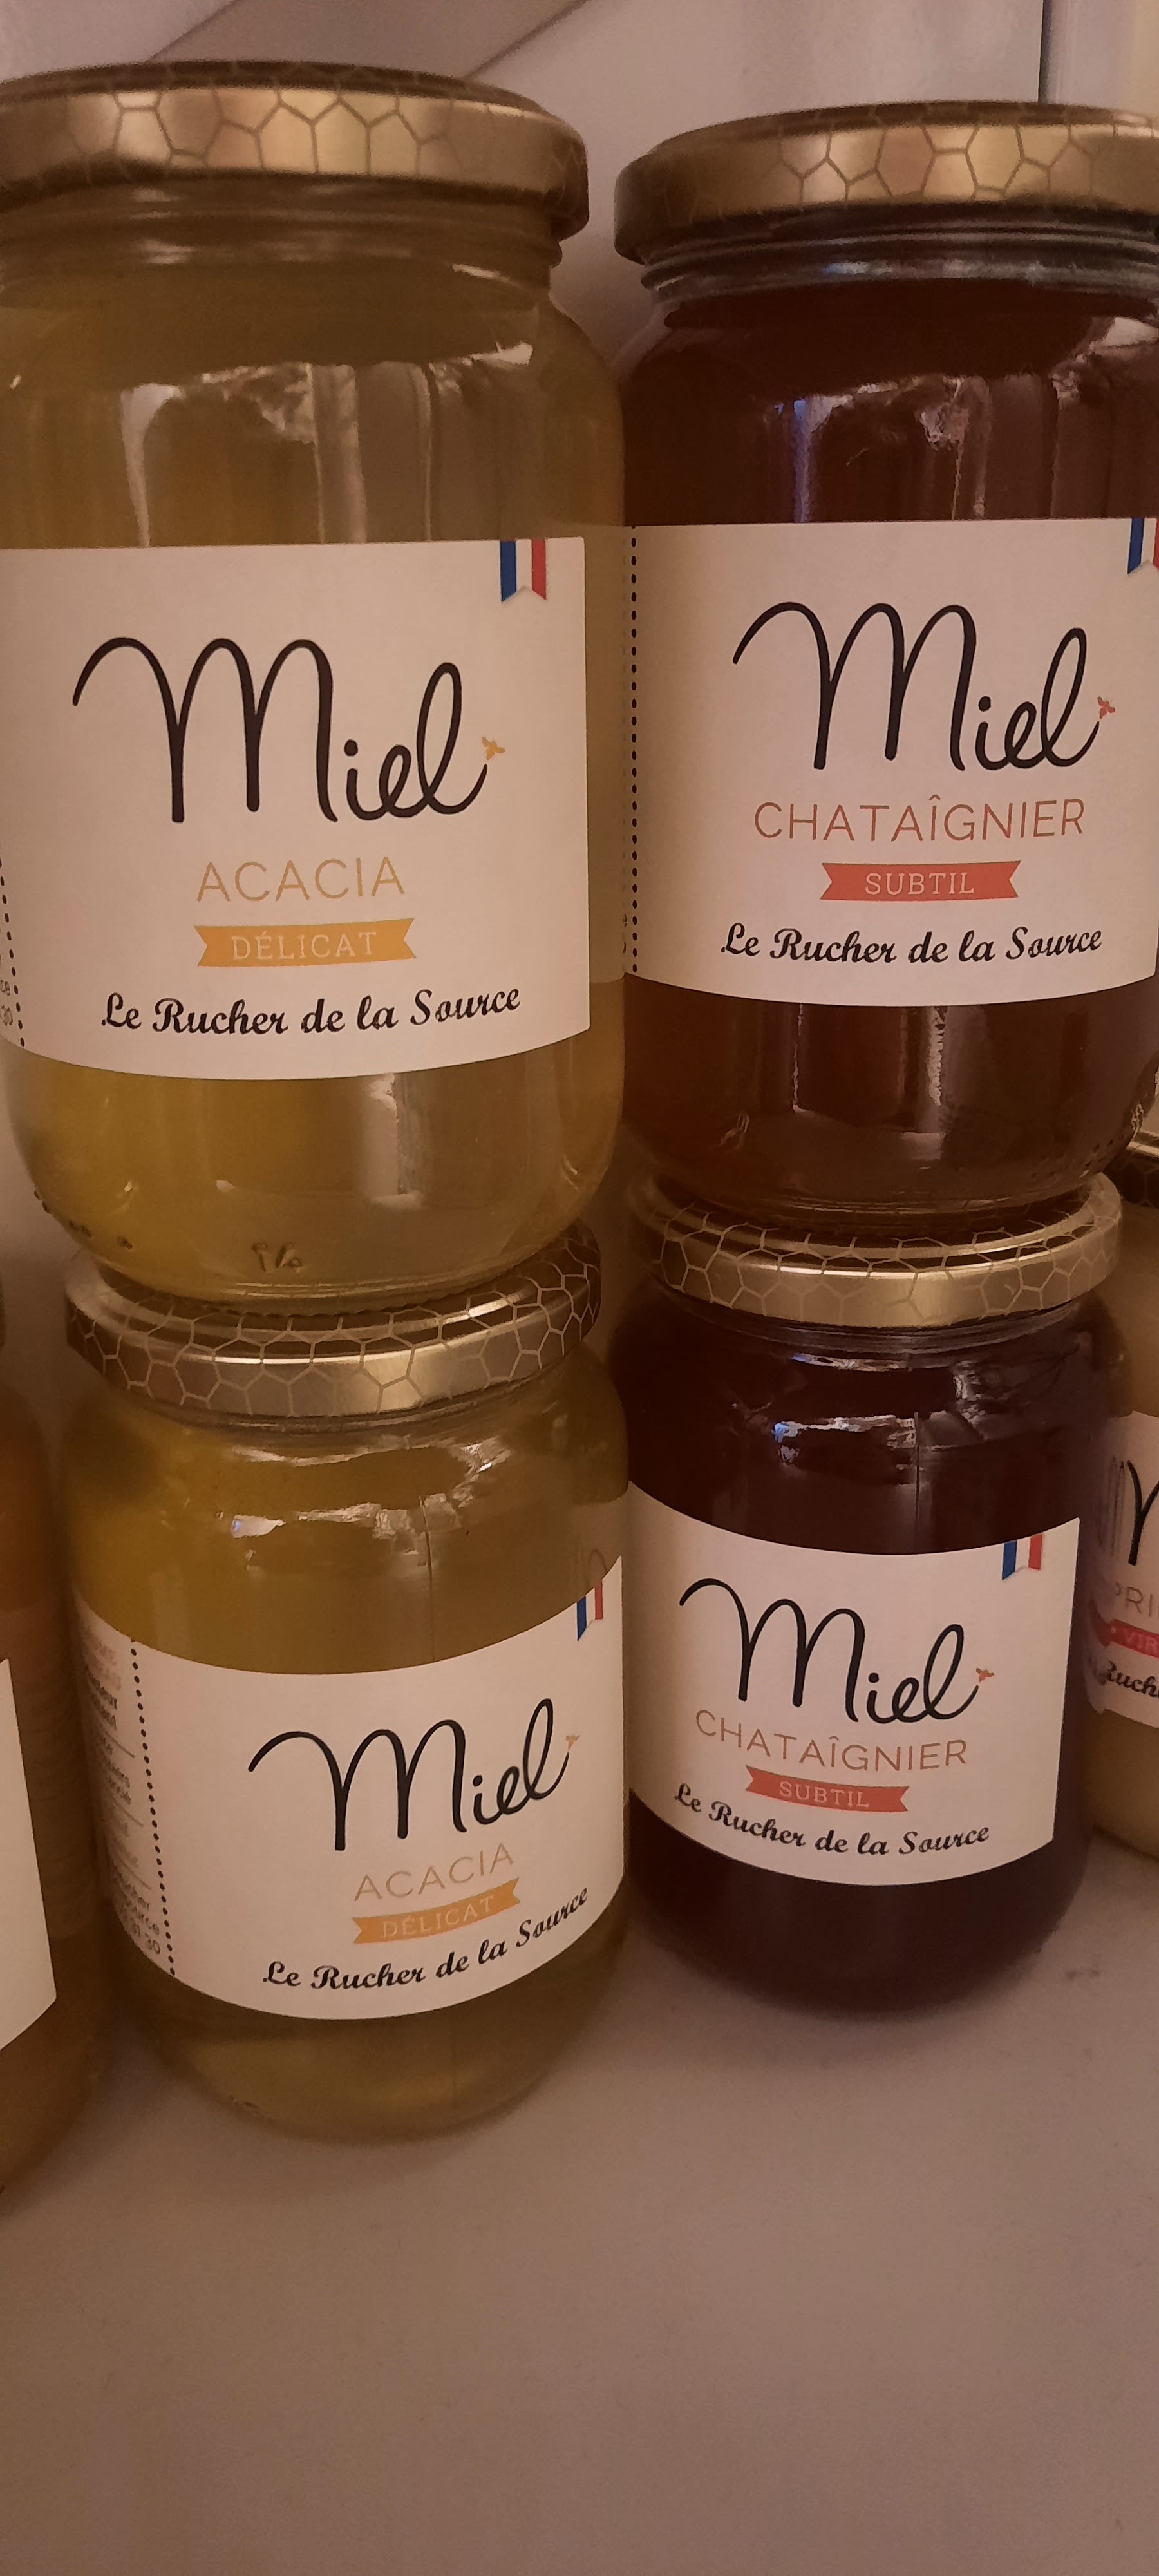 Miel
ACACIA
DÉLICAT
Le Rucher de la Source
Miel
CHATAÎGNIER
SUBTIL
Le Rucher de la Source
Miel
ACACIA
DÉLICAT
Le Rucher de la Source
Miel
CHATAÎGNIER
SUBTIL
Le Rucher de la Source